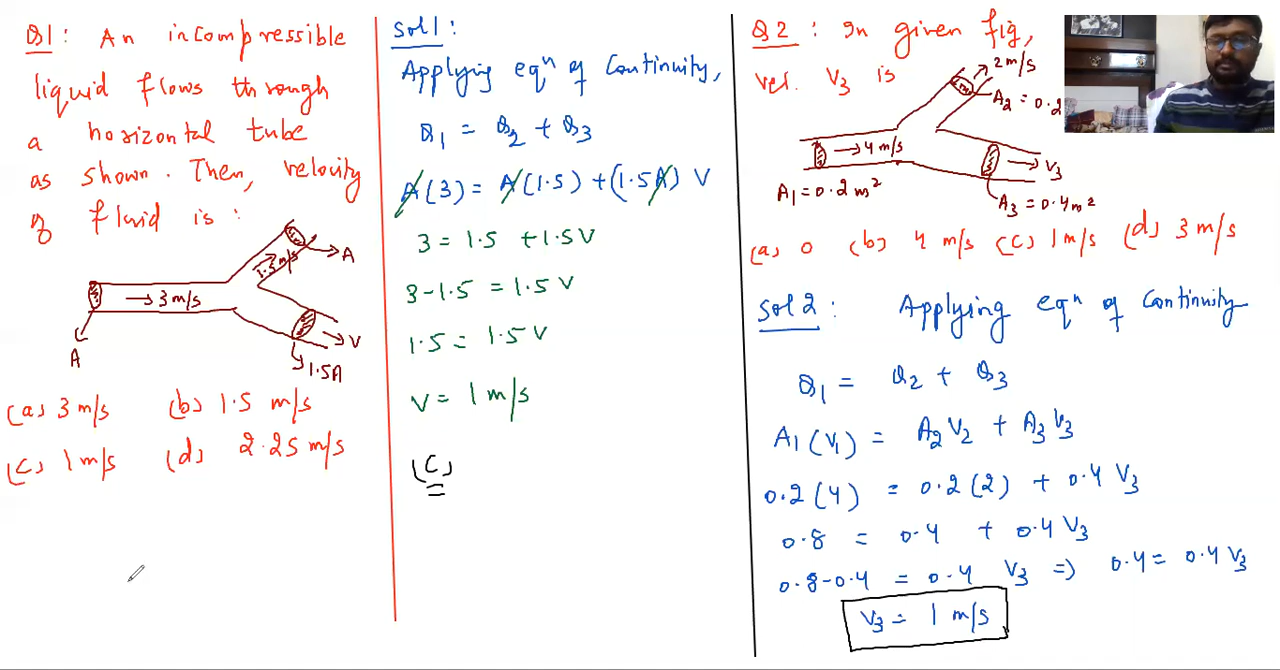 Q1: An incompressible
liquid flows through
a horizontal tube
as shown. Then, velocity
of fluid is:
1.5 m/s
A
→ 3 m/s
V
A
1.5A
(a) 3 m/s (b) 1.5 m/s
(c) 1 m/s (d) 2.25 m/s
Sol 1:
Applying eqⁿ of Continuity,
Q1 = Q2 + Q3
A(3) = A(1.5) + (1.5A) V
3 = 1.5 + 1.5V
3-1.5 = 1.5 V
1.5 = 1.5 V
V = 1 m/s
(C)
Q2: In given fig,
vel. V3 is
2 m/s
A2 = 0.2
→ 4 m/s
V3
A1 = 0.2 m²
A3 = 0.4 m²
(a) 0 (b) 4 m/s (c) 1 m/s (d) 3 m/s
Sol 2: Applying eqⁿ of Continuity
Q1 = Q2 + Q3
A1(V1) = A2V2 + A3V3
0.2(4) = 0.2(2) + 0.4 V3
0.8 = 0.4 + 0.4 V3
0.8-0.4 = 0.4 V3 => 0.4 = 0.4 V3
V3 = 1 m/s